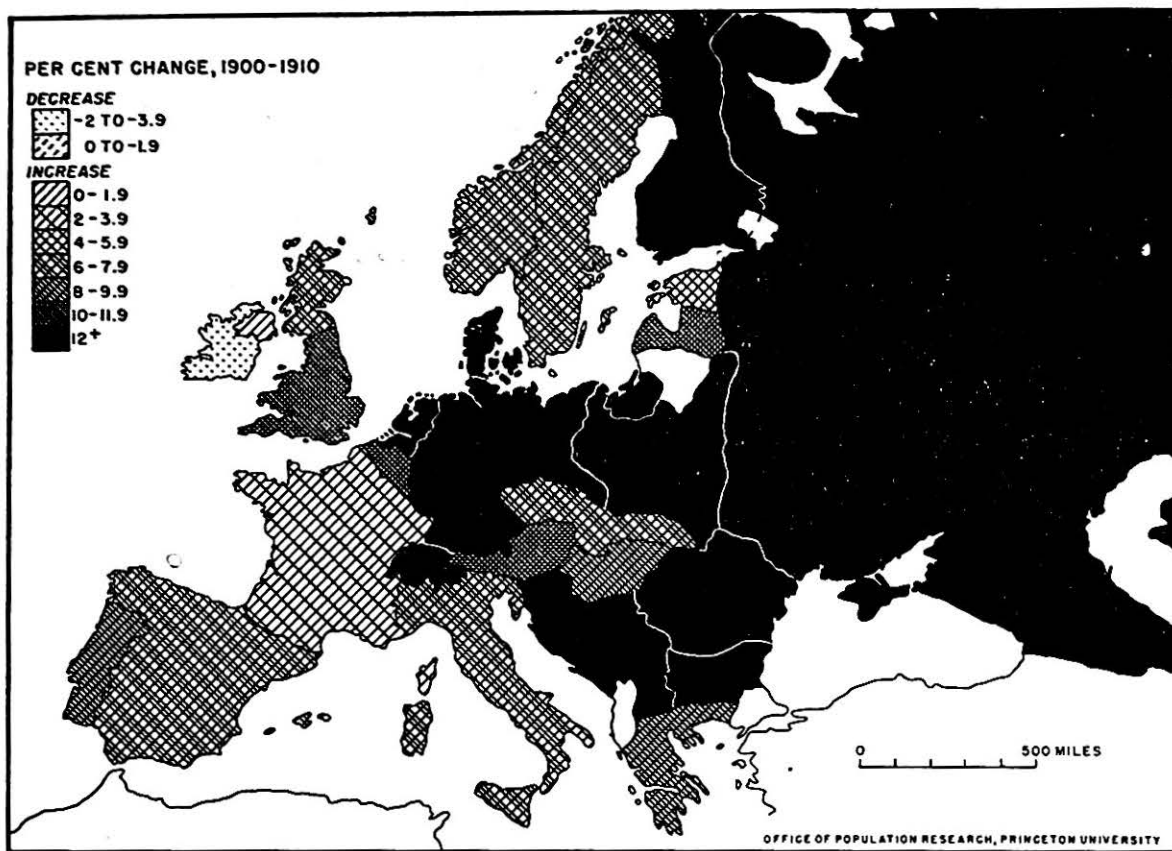 PER CENT CHANGE, 1900-1910
DECREASE
-2 TO -3.9
0 TO -1.9
INCREASE
0-1.9
2-3.9
4-5.9
6-7.9
8-9.9
10-11.9
12+
0 500 MILES
OFFICE OF POPULATION RESEARCH, PRINCETON UNIVERSITY